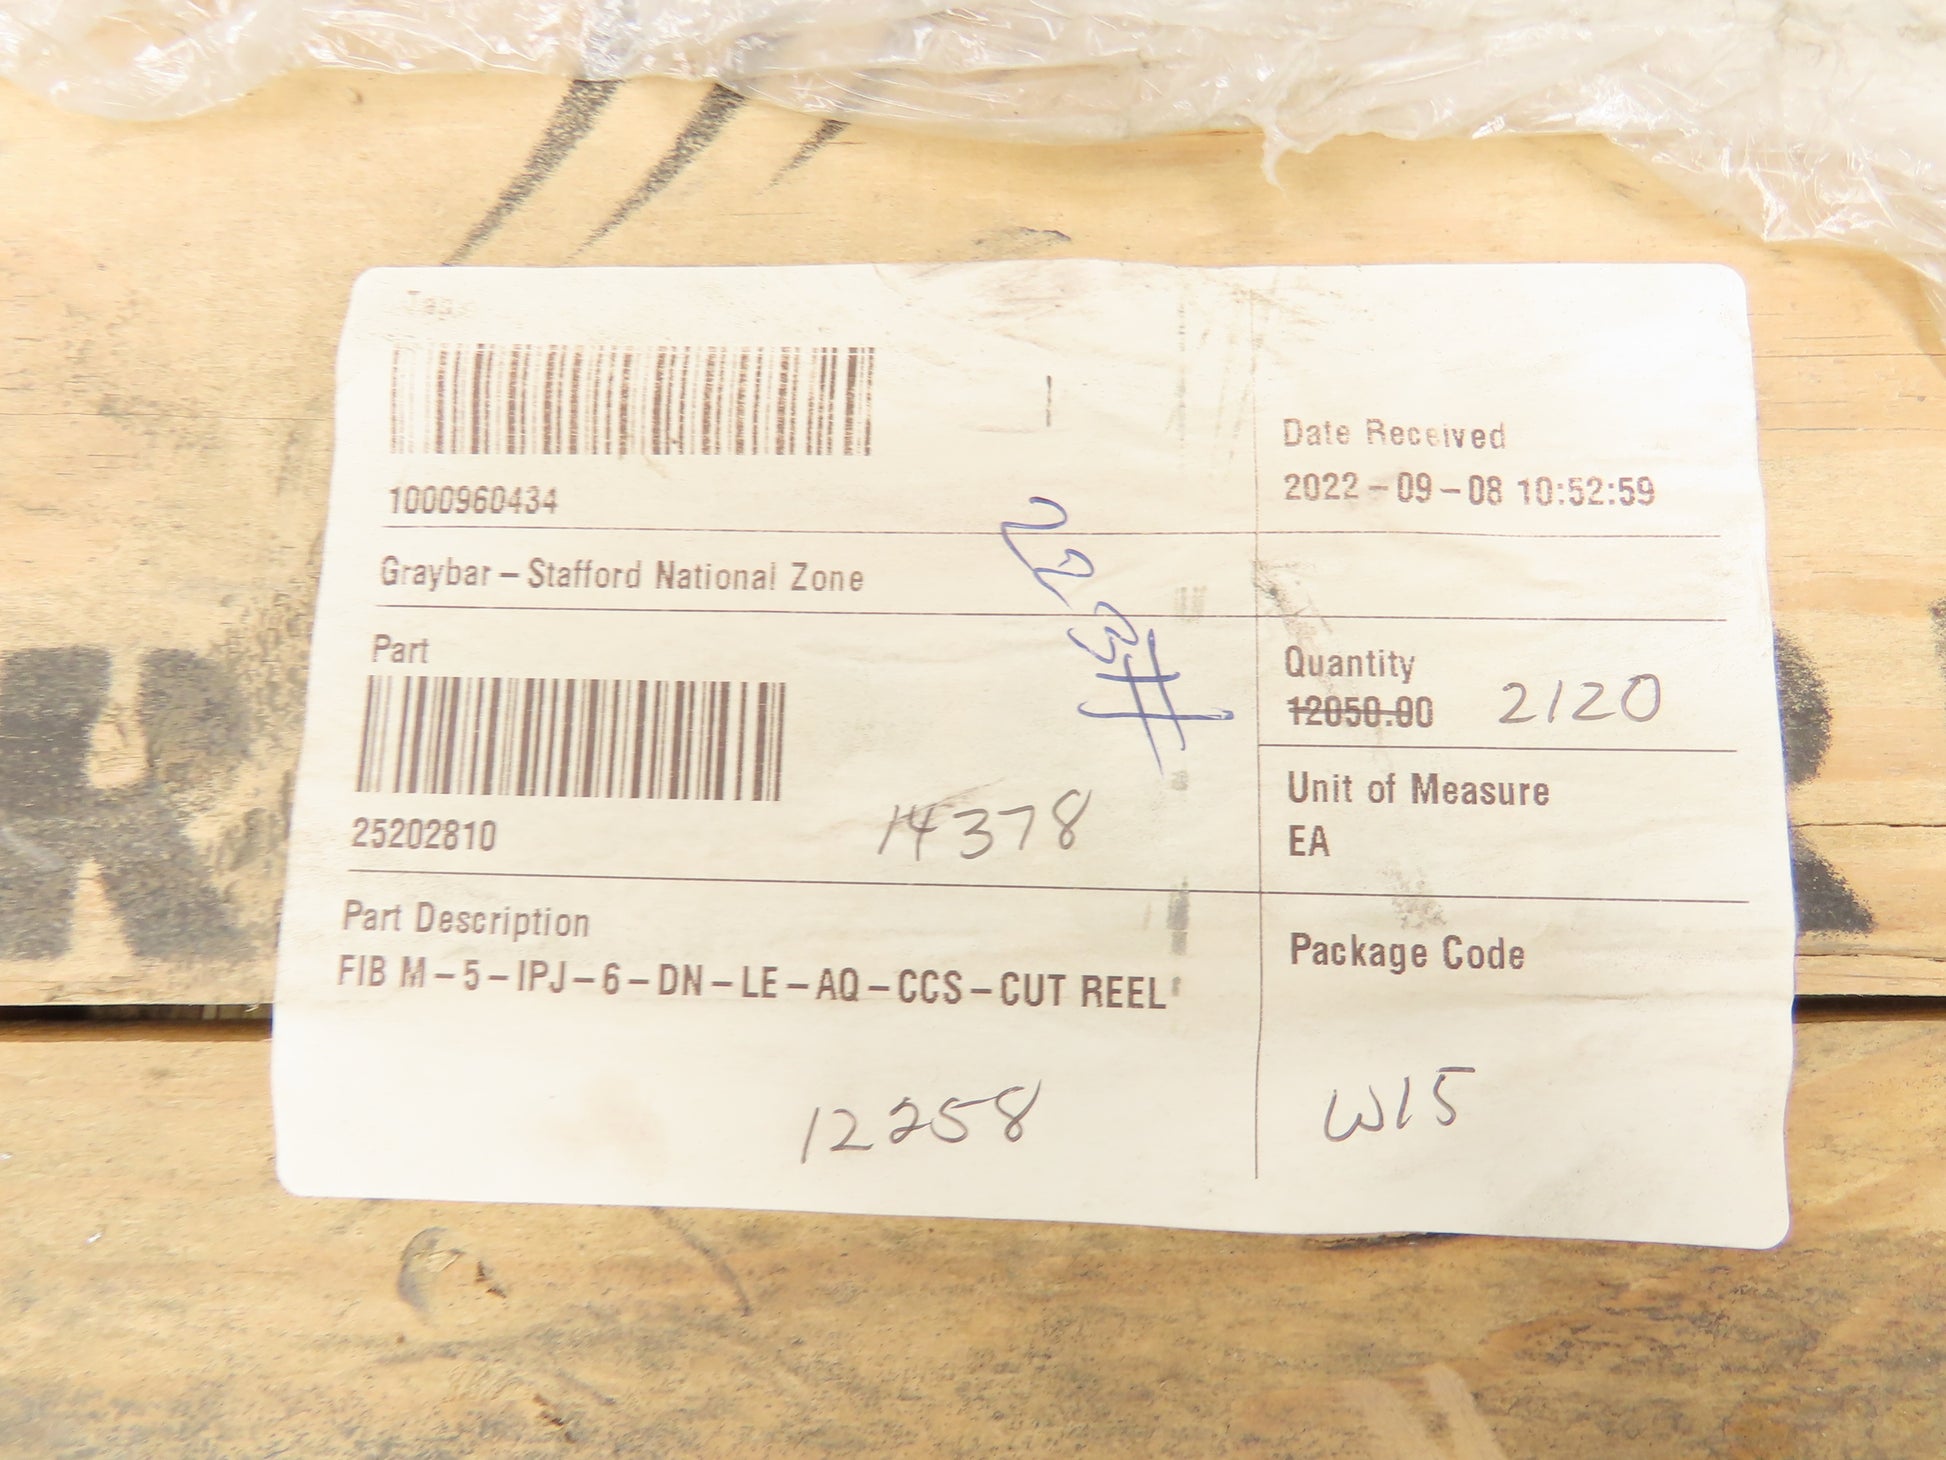 1000960434
Date Received
2022-09-08 10:52:59
Graybar-Stafford National Zone
Part
25202810
14378
Quantity
12050.00 2120
Unit of Measure
EA
Part Description
FIB M-5-IPJ-6-DN-LE-AQ-CCS-CUT REEL
Package Code
12258
W15
R